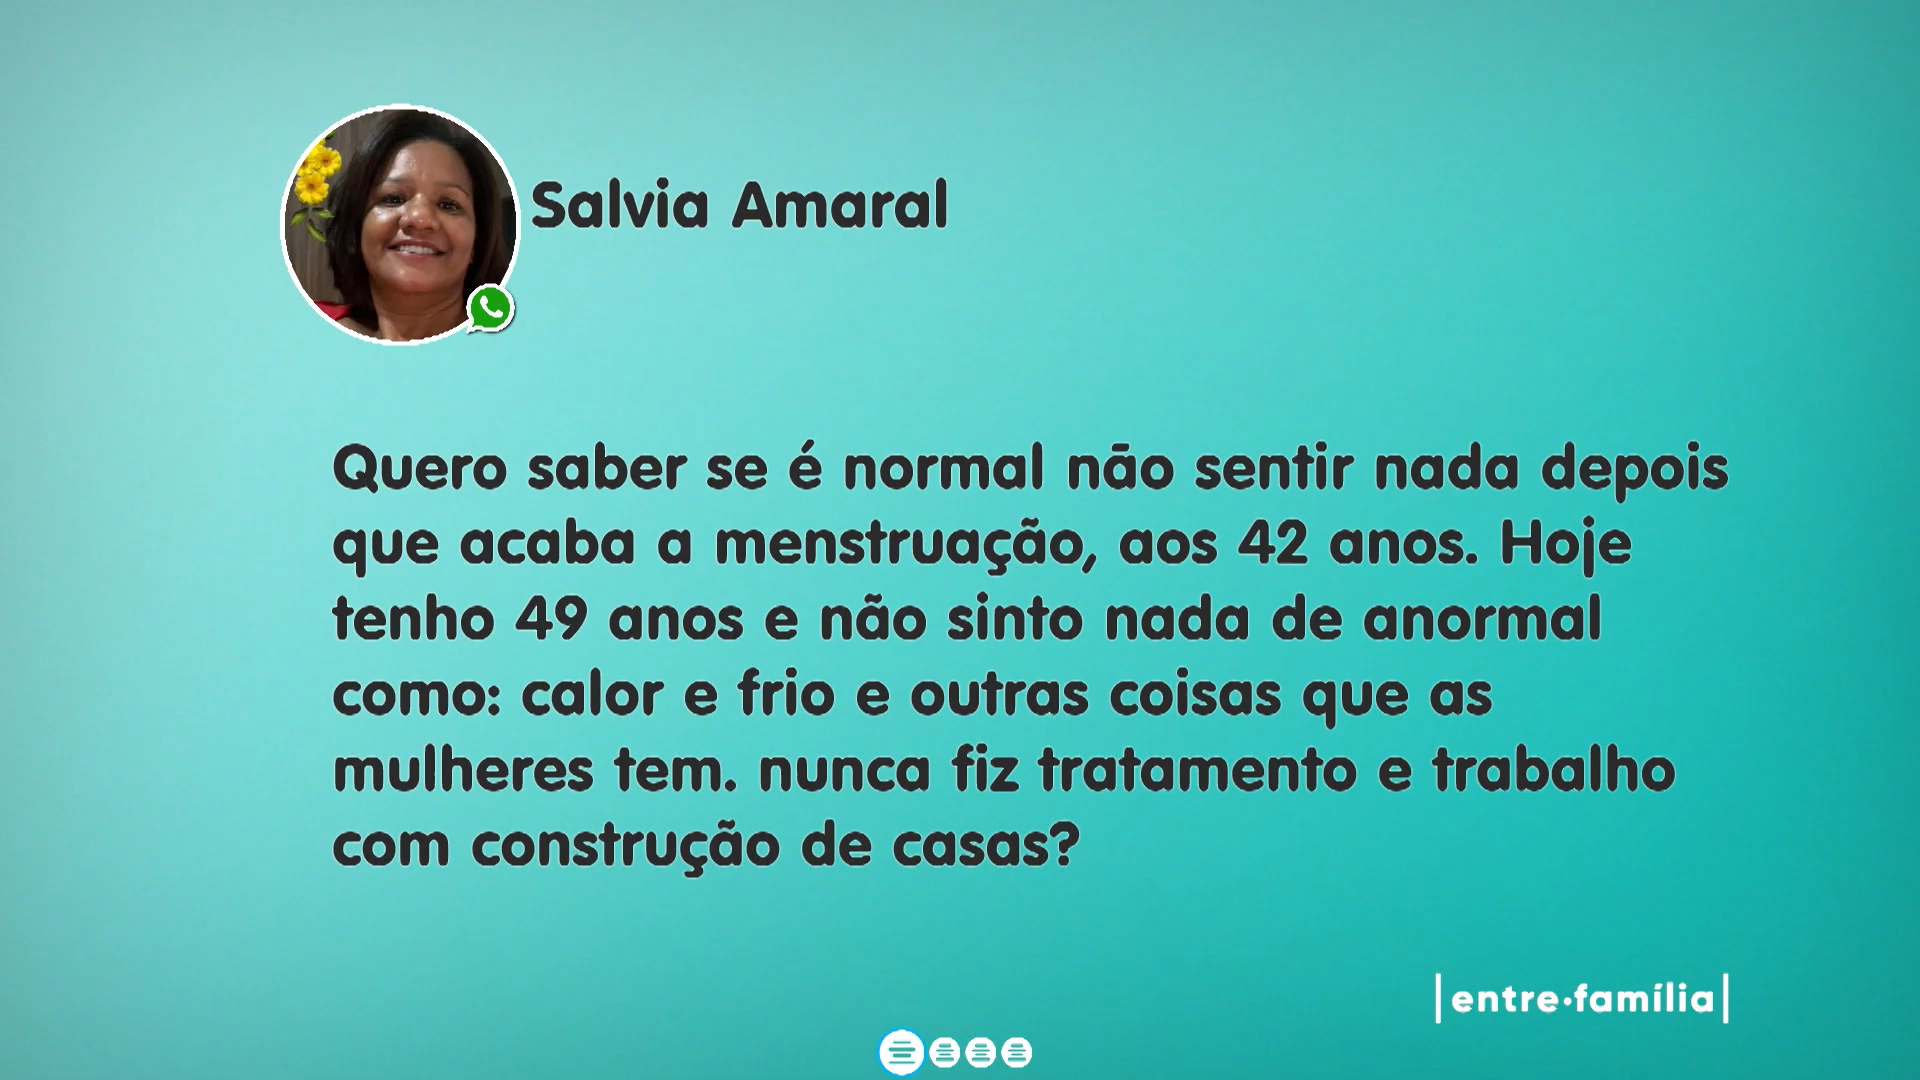 Salvia Amaral
Quero saber se é normal não sentir nada depois
que acaba a menstruação, aos 42 anos. Hoje
tenho 49 anos e não sinto nada de anormal
como: calor e frio e outras coisas que as
mulheres tem. nunca fiz tratamento e trabalho
com construção de casas?
|entre·família|